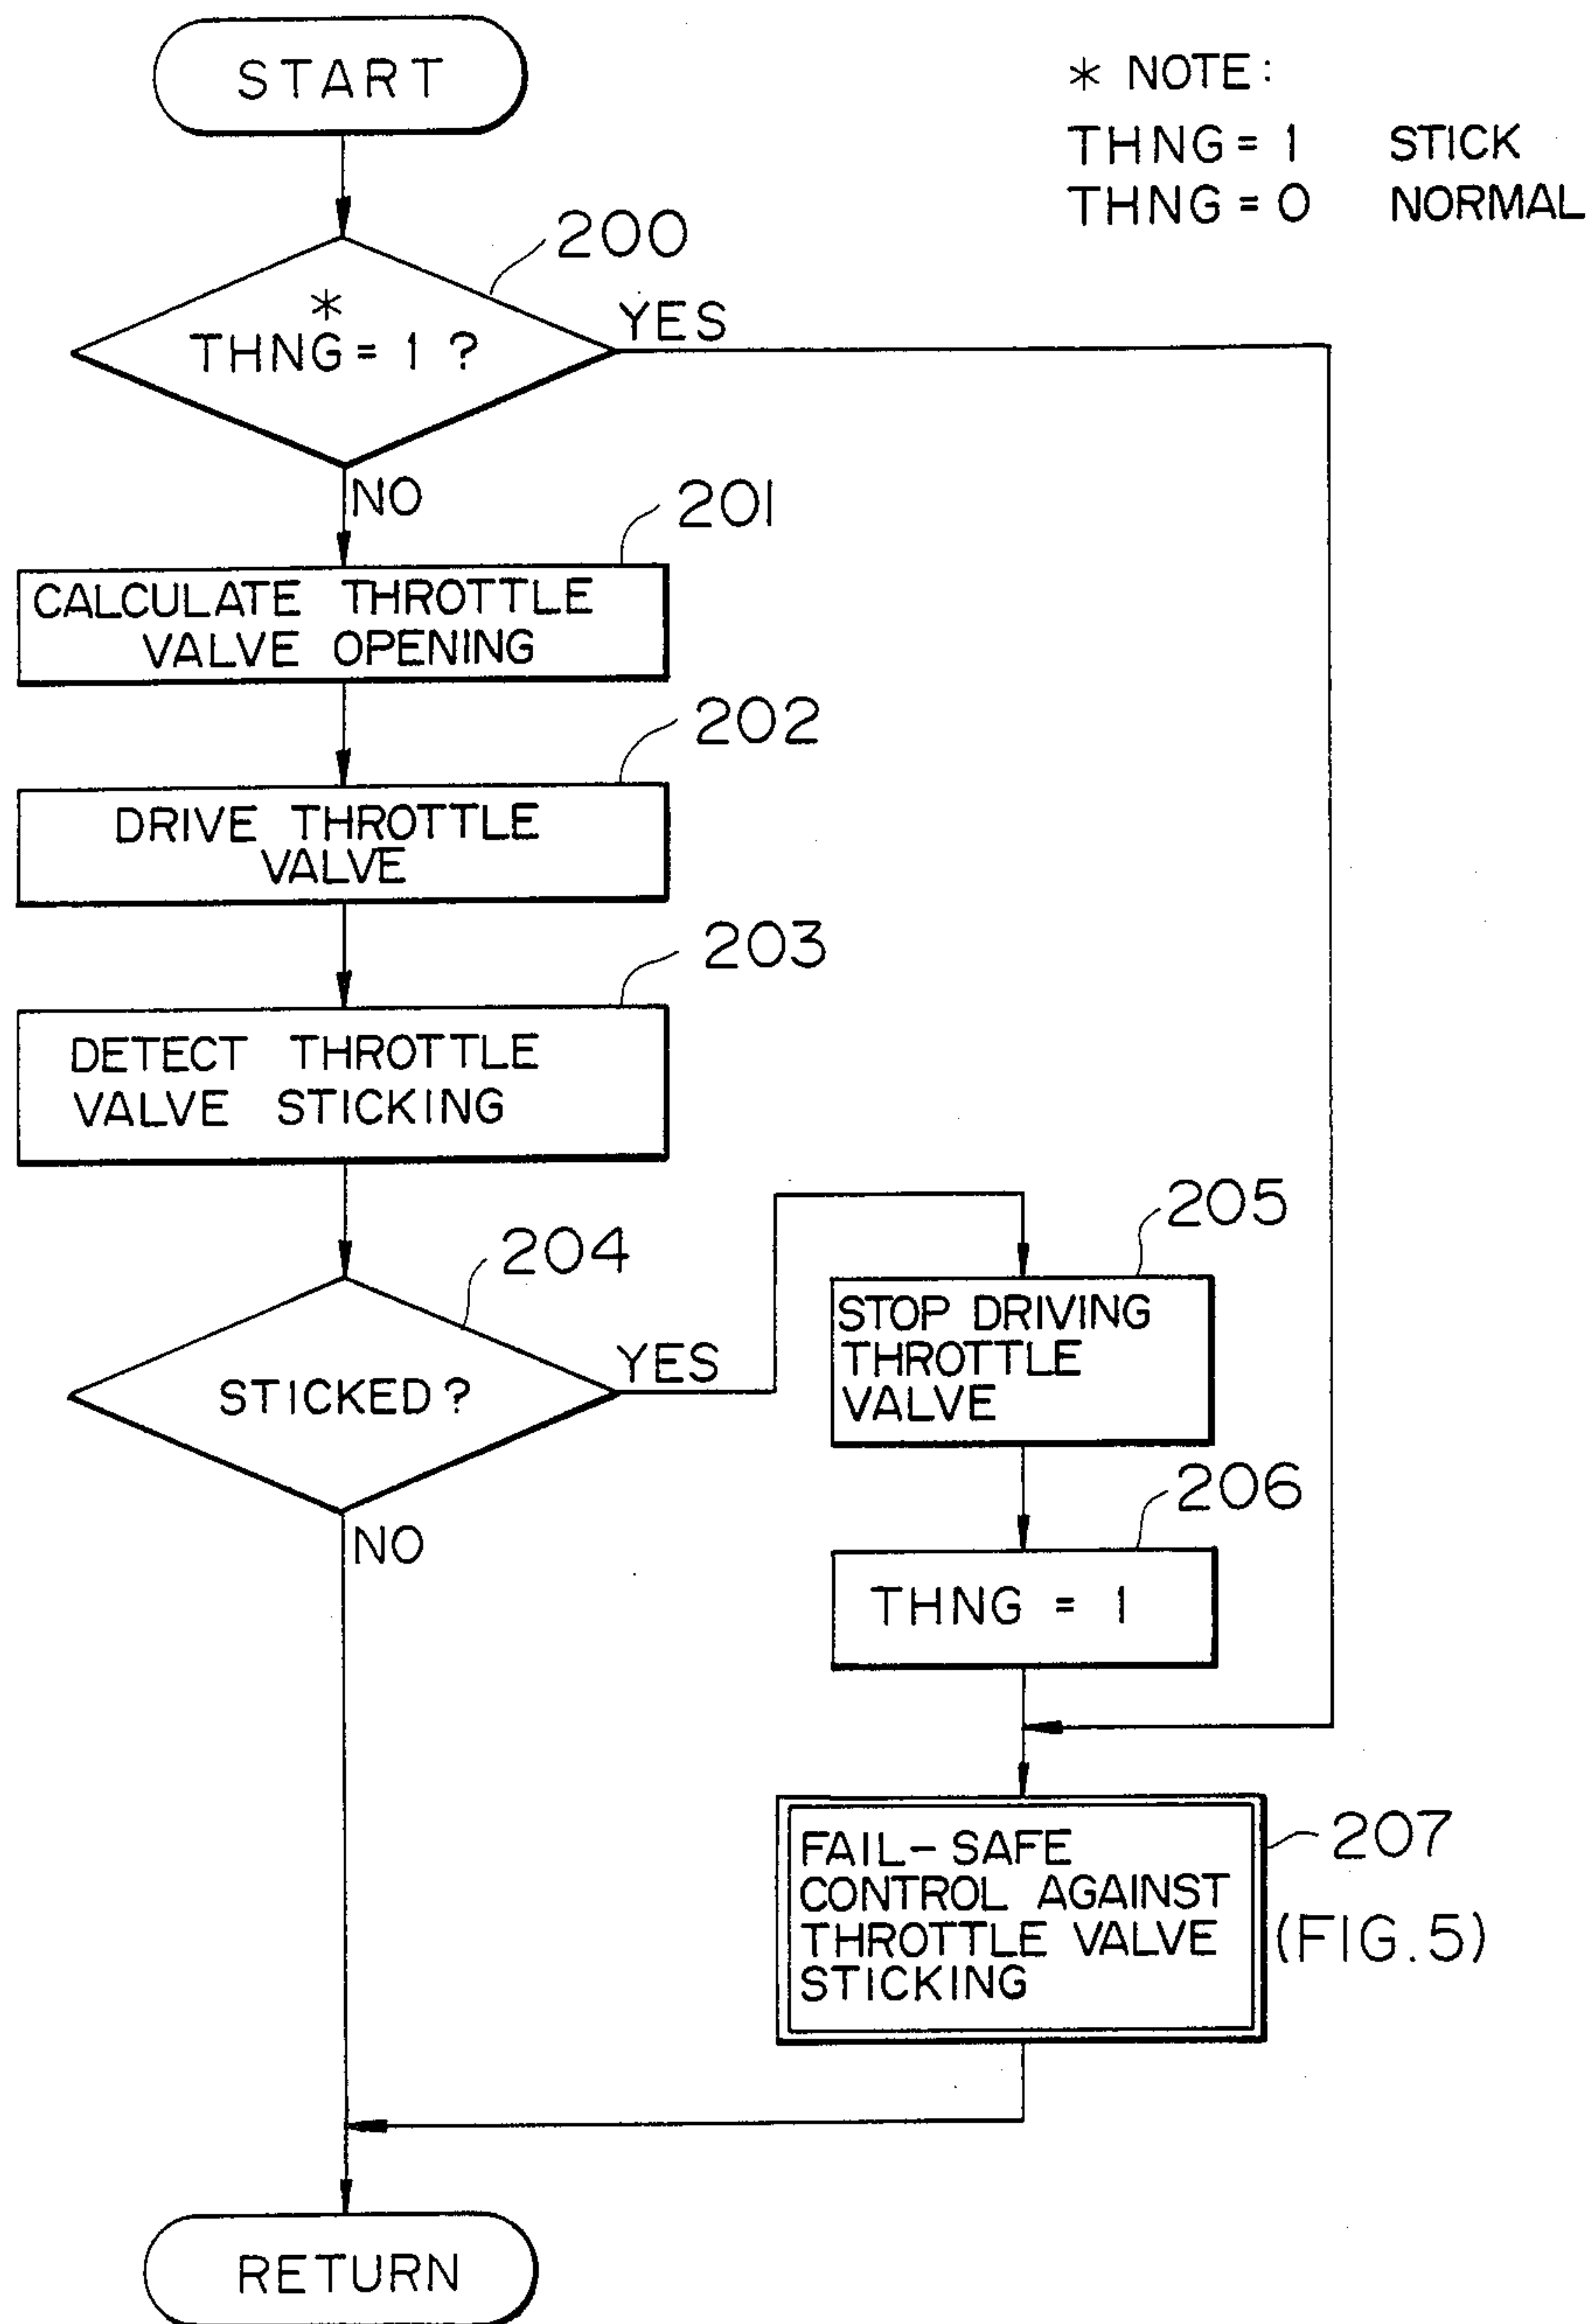 START
* NOTE:
THNG = 1 STICK
THNG = 0 NORMAL
200
*
THNG = 1 ?
YES
NO
201
CALCULATE THROTTLE
VALVE OPENING
202
DRIVE THROTTLE
VALVE
203
DETECT THROTTLE
VALVE STICKING
204
STICKED?
YES
NO
205
STOP DRIVING
THROTTLE
VALVE
206
THNG = 1
207
FAIL-SAFE
CONTROL AGAINST
THROTTLE VALVE
STICKING
(FIG.5)
RETURN